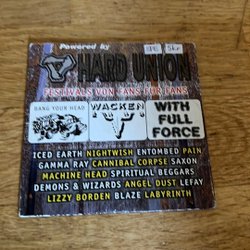 Powered by
HARD UNION
FESTIVALS VON FANS FÜR FANS
BANG YOUR HEAD
WACKEN
WITH
FULL
FORCE
ICED EARTH NIGHTWISH ENTOMBED PAIN
GAMMA RAY CANNIBAL CORPSE SAXON
MACHINE HEAD SPIRITUAL BEGGARS
DEMONS & WIZARDS ANGEL DUST LEFAY
LIZZY BORDEN BLAZE LABYRINTH